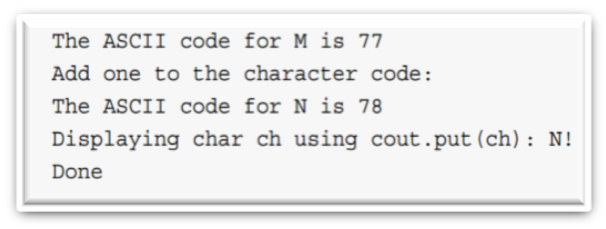 The ASCII code for M is 77
Add one to the character code:
The ASCII code for N is 78
Displaying char ch using cout.put(ch): N!
Done